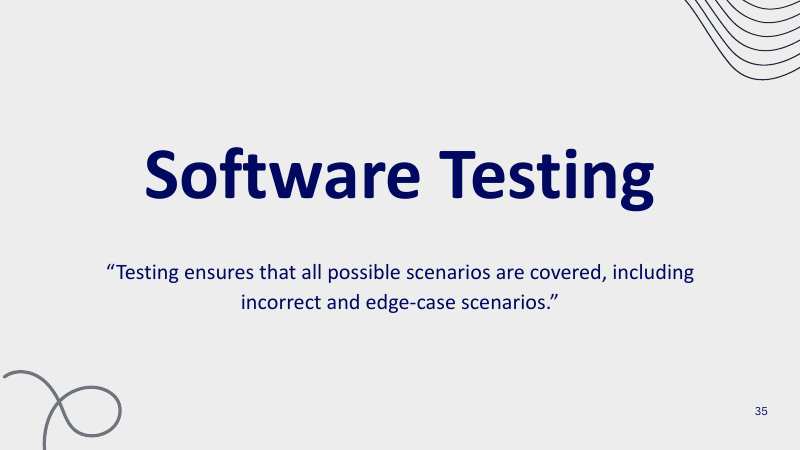 Software Testing
“Testing ensures that all possible scenarios are covered, including
incorrect and edge-case scenarios.”
35